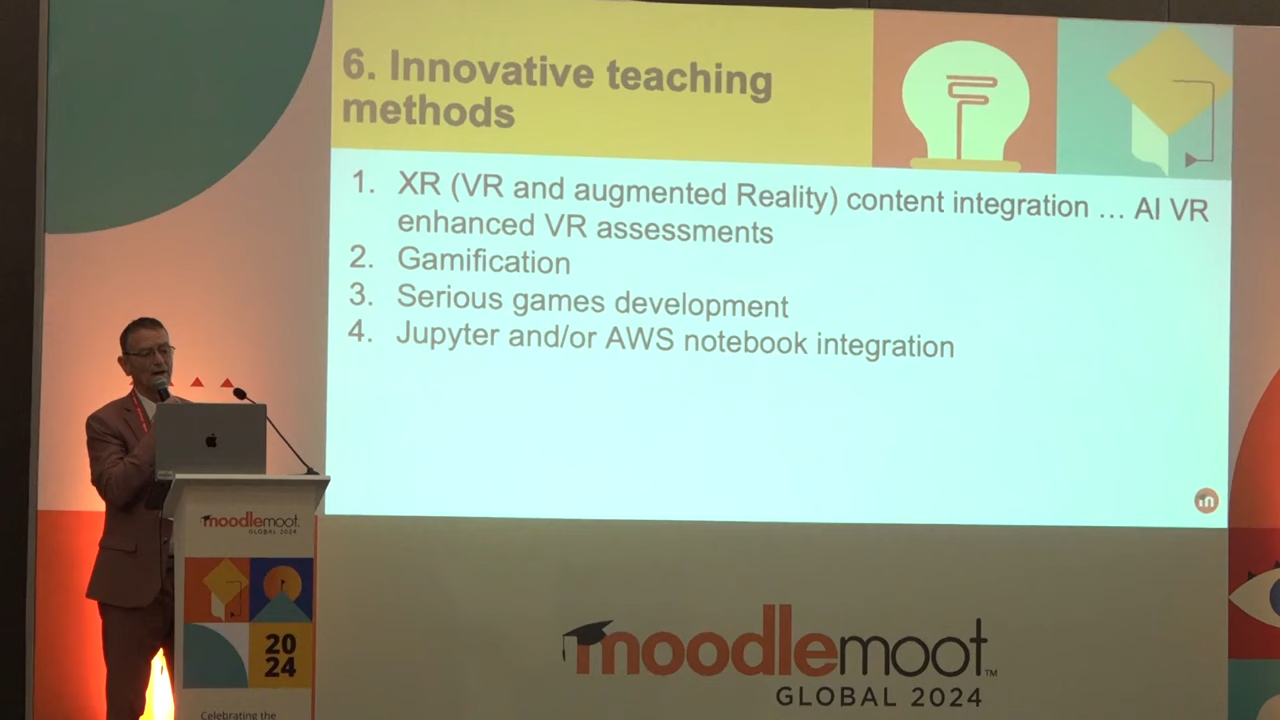 6. Innovative teaching
methods
1. XR (VR and augmented Reality) content integration ... AI VR
enhanced VR assessments
2. Gamification
3. Serious games development
4. Jupyter and/or AWS notebook integration
m
moodlemoot
GLOBAL 2024
20
24
Celebrating the
moodlemoot™
GLOBAL 2024